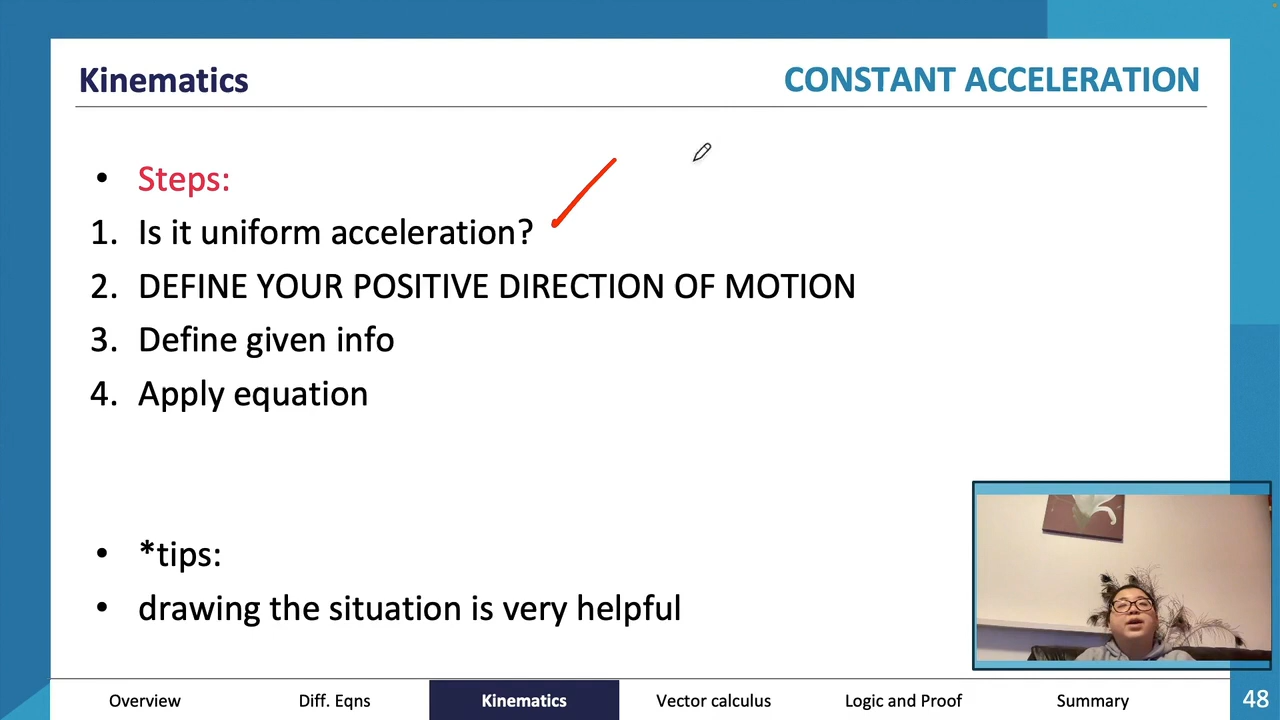 Kinematics
CONSTANT ACCELERATION
• Steps:
1. Is it uniform acceleration?
2. DEFINE YOUR POSITIVE DIRECTION OF MOTION
3. Define given info
4. Apply equation
• *tips:
• drawing the situation is very helpful
Overview Diff. Eqns Kinematics Vector calculus Logic and Proof Summary 48